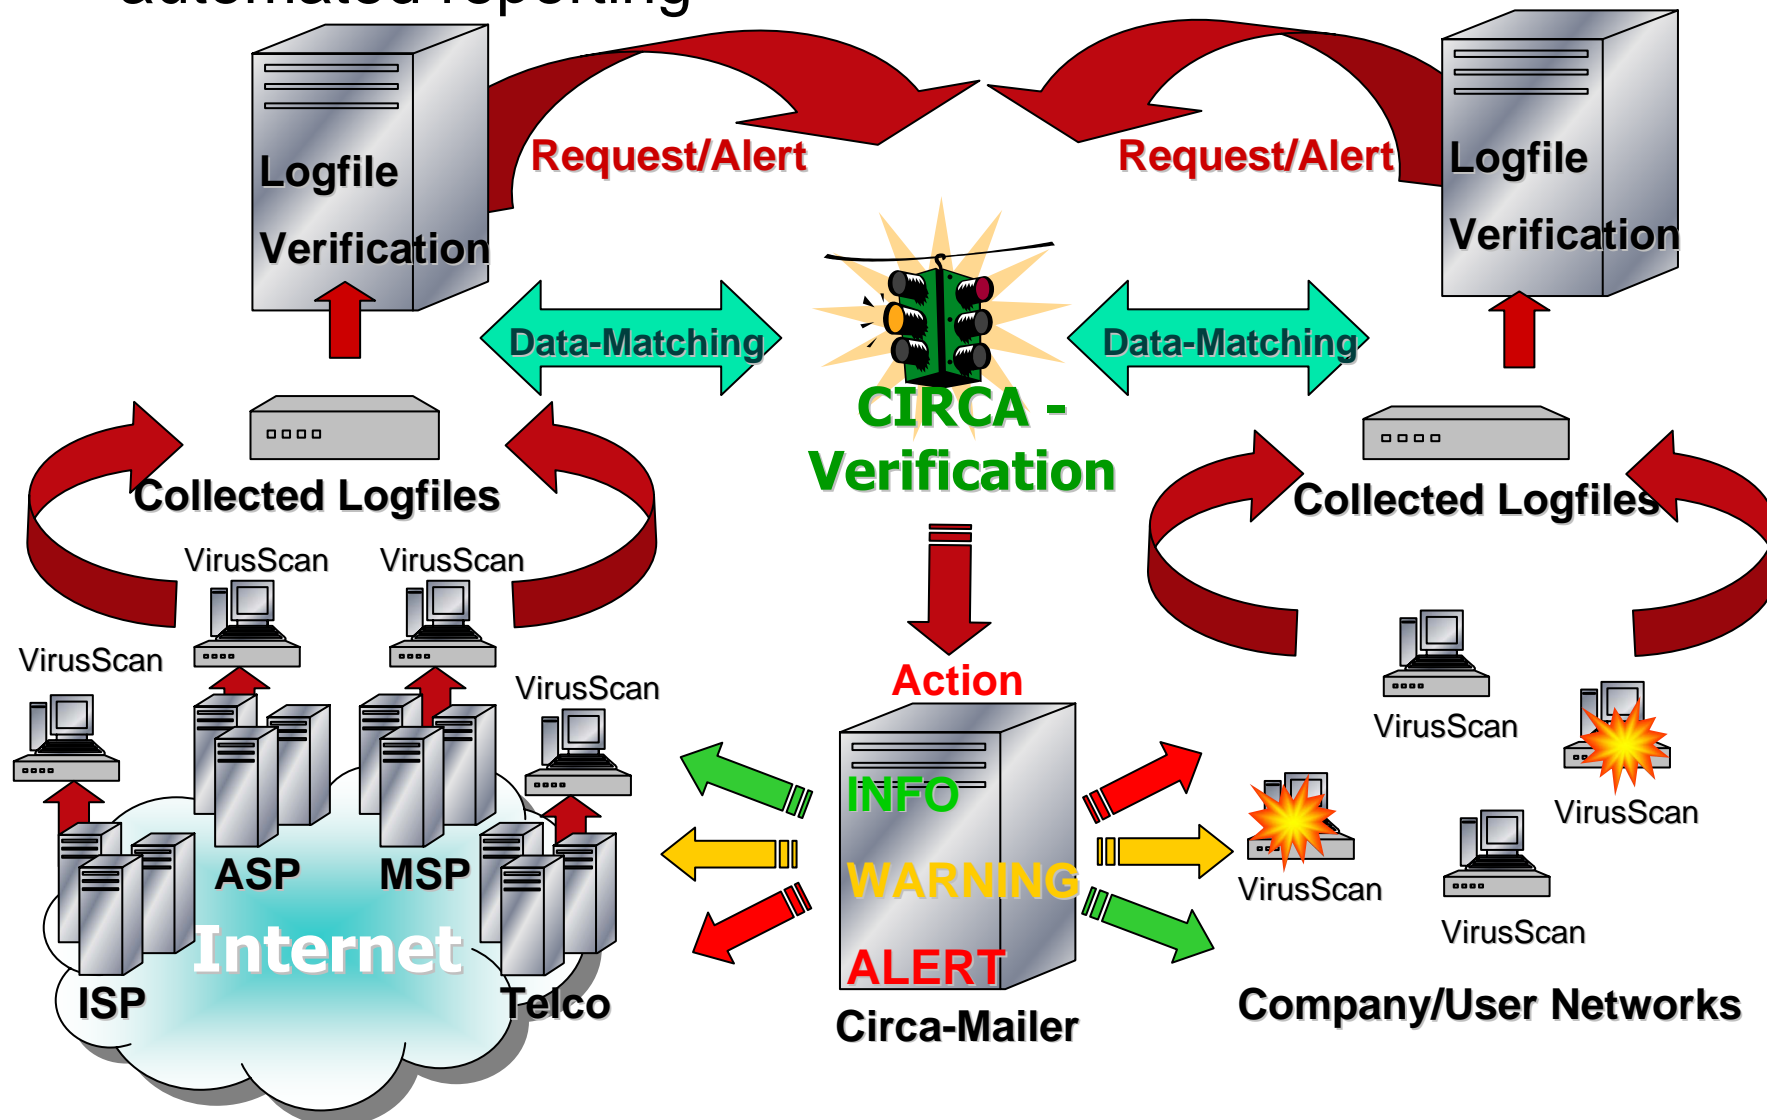 automated reporting
Logfile
Verification
Request/Alert
Request/Alert
Logfile
Verification
Data-Matching
Data-Matching
CIRCA -
Verification
Collected Logfiles
Collected Logfiles
VirusScan
VirusScan
VirusScan
VirusScan
Action
VirusScan
VirusScan
VirusScan
VirusScan
INFO
WARNING
ALERT
ASP
MSP
Internet
ISP
Telco
Circa-Mailer
Company/User Networks